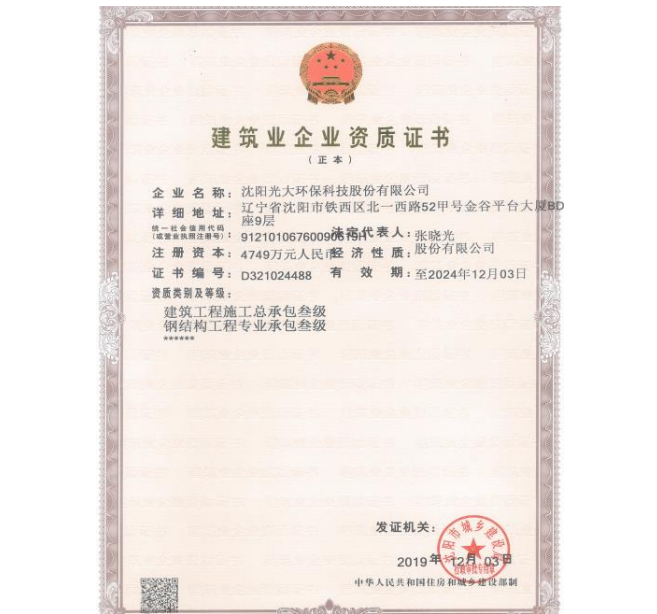 建筑业企业资质证书
(正本)
企业名称：沈阳光大环保科技股份有限公司
详细地址：辽宁省沈阳市铁西区北一西路52甲号金谷平台大厦BD
座9层
统一社会信用代码
(或营业执照注册号)：
法定代表人：张晓光
注册资本：4749万元人民币
经济性质：股份有限公司
证书编号：D321024488
有效期：至2024年12月03日
资质类别及等级：
建筑工程施工总承包叁级
钢结构工程专业承包叁级
******
发证机关：
沈阳市城乡建设局
2019年12月03日
中华人民共和国住房和城乡建设部制